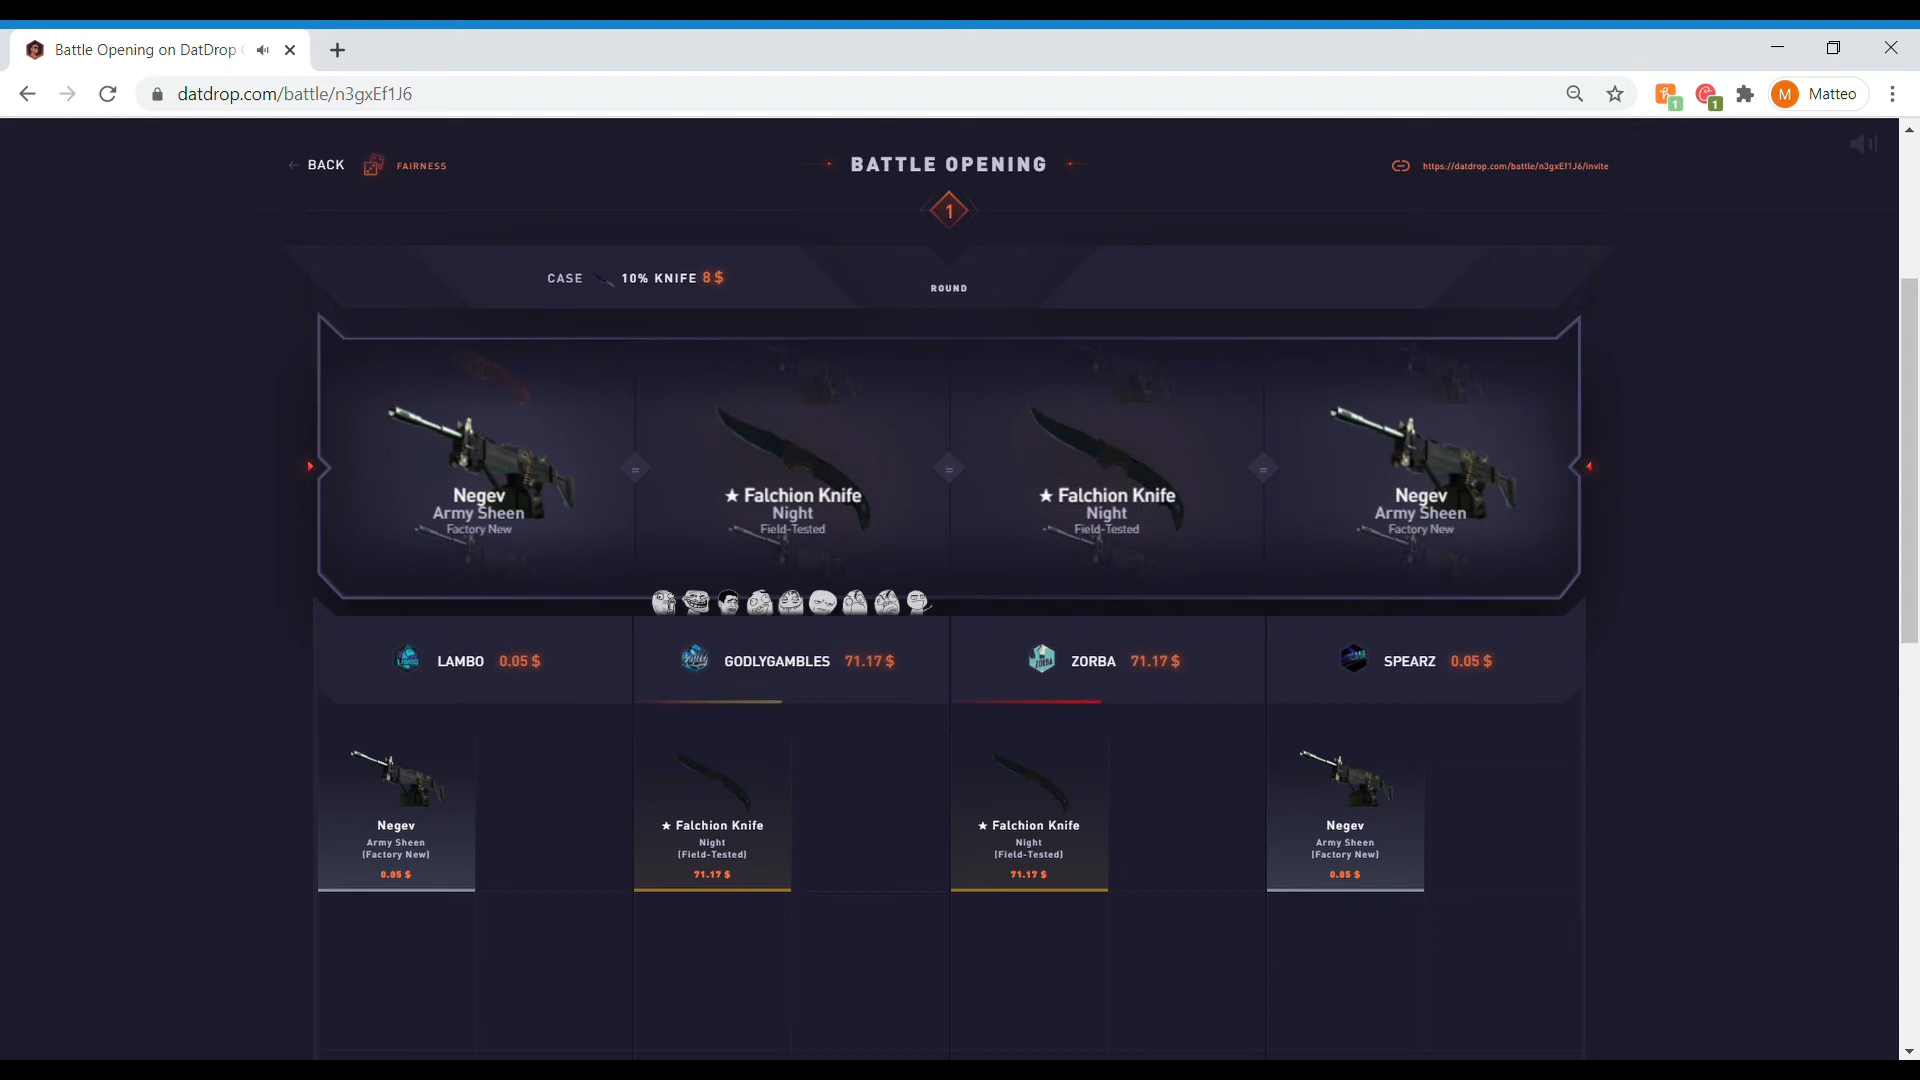 Battle Opening on DatDrop
datdrop.com/battle/n3gxEf1J6
1
1
M
Matteo
BACK
FAIRNESS
BATTLE OPENING
https://datdrop.com/battle/n3gxEf1J6/invite
1
CASE 10% KNIFE 8 $
ROUND
Negev
Army Sheen
Factory New
=
★ Falchion Knife
Night
Field-Tested
=
★ Falchion Knife
Night
Field-Tested
=
Negev
Army Sheen
Factory New
LAMBO 0.05 $
GODLYGAMBLES 71.17 $
ZORBA 71.17 $
SPEARZ 0.05 $
Negev
Army Sheen
(Factory New)
0.05 $
★ Falchion Knife
Night
(Field-Tested)
71.17 $
★ Falchion Knife
Night
(Field-Tested)
71.17 $
Negev
Army Sheen
(Factory New)
0.05 $